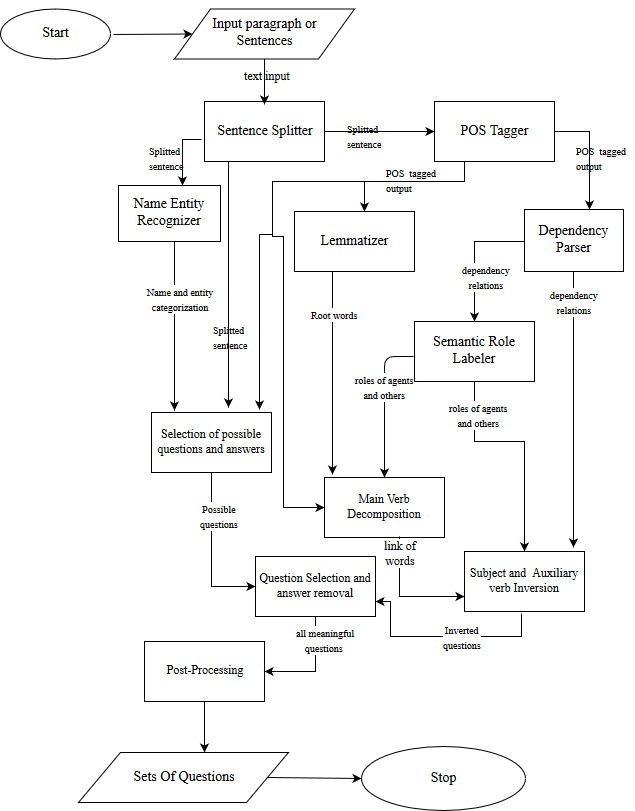 Start
Input paragraph or
Sentences
text input
Sentence Splitter
Splitted
sentence
POS Tagger
Splitted
sentence
POS tagged
output
POS tagged
output
Name Entity
Recognizer
Lemmatizer
Dependency
Parser
dependency
relations
Name and entity
categorization
dependency
relations
Root words
Splitted
sentence
Semantic Role
Labeler
roles of agents
and others
roles of agents
and others
Selection of possible
questions and answers
Main Verb
Decomposition
Possible
questions
link of
words
Question Selection and
answer removal
Subject and Auxiliary
verb Inversion
Inverted
questions
all meaningful
questions
Post-Processing
Sets Of Questions
Stop